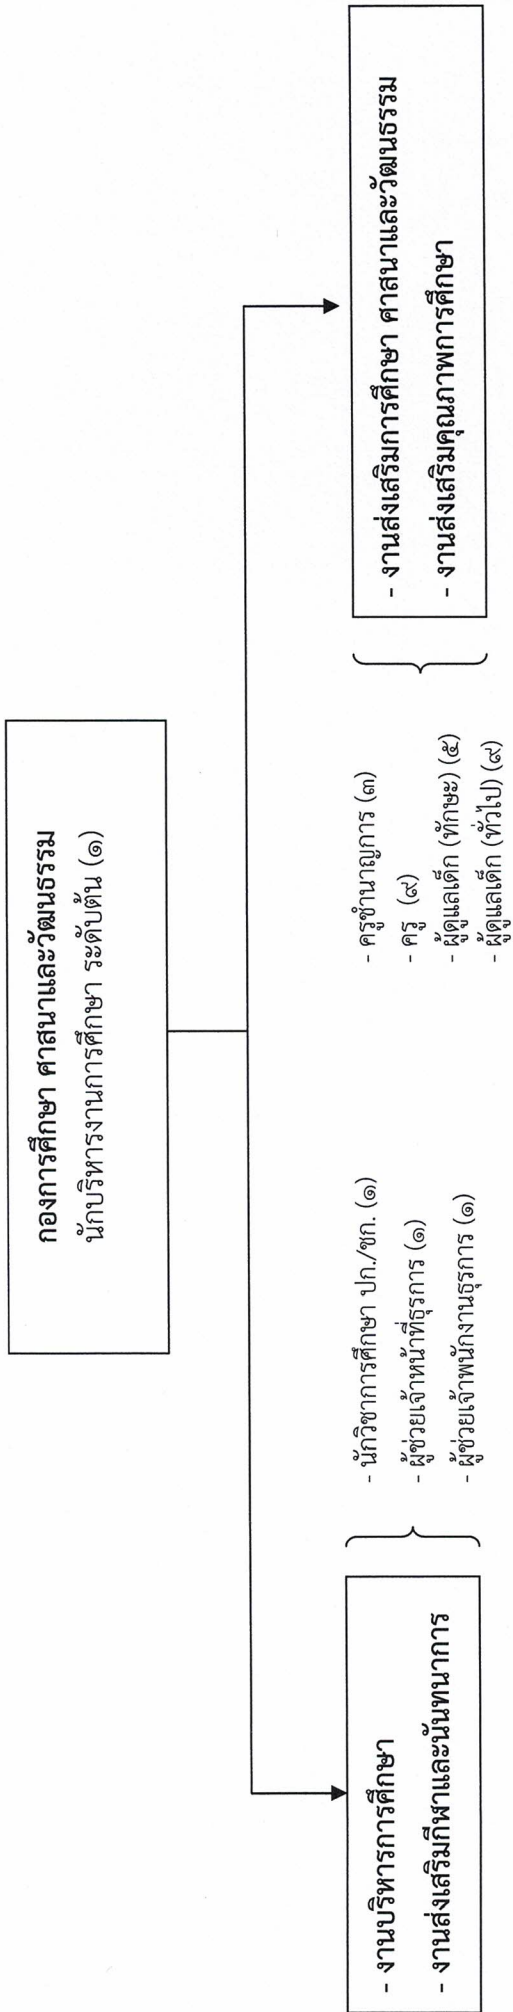 กองการศึกษา ศาสนาและวัฒนธรรม
นักบริหารงานการศึกษา ระดับต้น (๑)
- งานบริหารการศึกษา
- งานส่งเสริมกีฬาและนันทนาการ
- นักวิชาการศึกษา ปก./ชก. (๑)
- ผู้ช่วยเจ้าหน้าที่ธุรการ (๑)
- ผู้ช่วยเจ้าพนักงานธุรการ (๑)
- ครูชำนาญการ (๓)
- ครู (๙)
- ผู้ดูแลเด็ก (ทักษะ) (๕)
- ผู้ดูแลเด็ก (ทั่วไป) (๙)
- งานส่งเสริมการศึกษา ศาสนาและวัฒนธรรม
- งานส่งเสริมคุณภาพการศึกษา